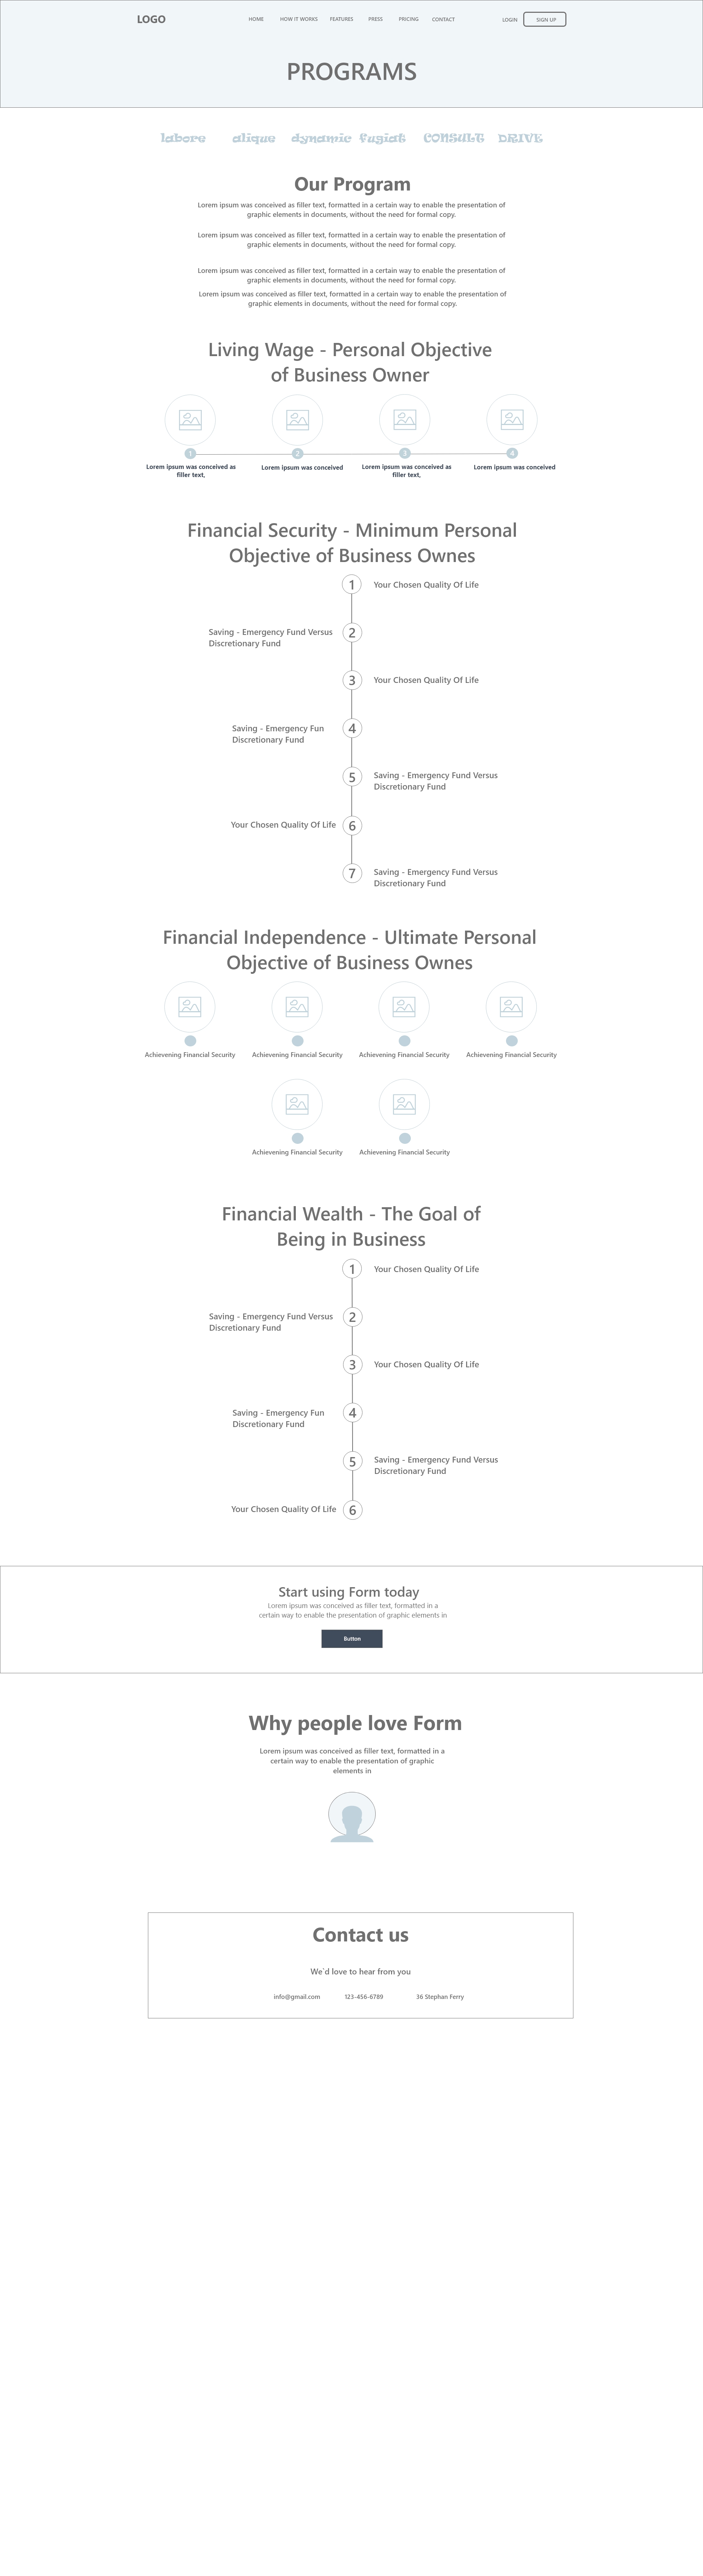 LOGO
HOME HOW IT WORKS FEATURES PRESS PRICING CONTACT
LOGIN SIGN UP
PROGRAMS
labore alique dynamic fugiat CONSULT DRIVE
Our Program
Lorem ipsum was conceived as filler text, formatted in a certain way to enable the presentation of
graphic elements in documents, without the need for formal copy.
Lorem ipsum was conceived as filler text, formatted in a certain way to enable the presentation of
graphic elements in documents, without the need for formal copy.
Lorem ipsum was conceived as filler text, formatted in a certain way to enable the presentation of
graphic elements in documents, without the need for formal copy.
Lorem ipsum was conceived as filler text, formatted in a certain way to enable the presentation of
graphic elements in documents, without the need for formal copy.
Living Wage - Personal Objective
of Business Owner
1
Lorem ipsum was conceived as
filler text,
2
Lorem ipsum was conceived
3
Lorem ipsum was conceived as
filler text,
4
Lorem ipsum was conceived
Financial Security - Minimum Personal
Objective of Business Ownes
1
Your Chosen Quality Of Life
2
Saving - Emergency Fund Versus
Discretionary Fund
3
Your Chosen Quality Of Life
4
Saving - Emergency Fun
Discretionary Fund
5
Saving - Emergency Fund Versus
Discretionary Fund
6
Your Chosen Quality Of Life
7
Saving - Emergency Fund Versus
Discretionary Fund
Financial Independence - Ultimate Personal
Objective of Business Ownes
Achievening Financial Security
Achievening Financial Security
Achievening Financial Security
Achievening Financial Security
Achievening Financial Security
Achievening Financial Security
Financial Wealth - The Goal of
Being in Business
1
Your Chosen Quality Of Life
2
Saving - Emergency Fund Versus
Discretionary Fund
3
Your Chosen Quality Of Life
4
Saving - Emergency Fun
Discretionary Fund
5
Saving - Emergency Fund Versus
Discretionary Fund
6
Your Chosen Quality Of Life
Start using Form today
Lorem ipsum was conceived as filler text, formatted in a
certain way to enable the presentation of graphic elements in
Button
Why people love Form
Lorem ipsum was conceived as filler text, formatted in a
certain way to enable the presentation of graphic
elements in
Contact us
We'd love to hear from you
info@gmail.com 123-456-6789 36 Stephan Ferry